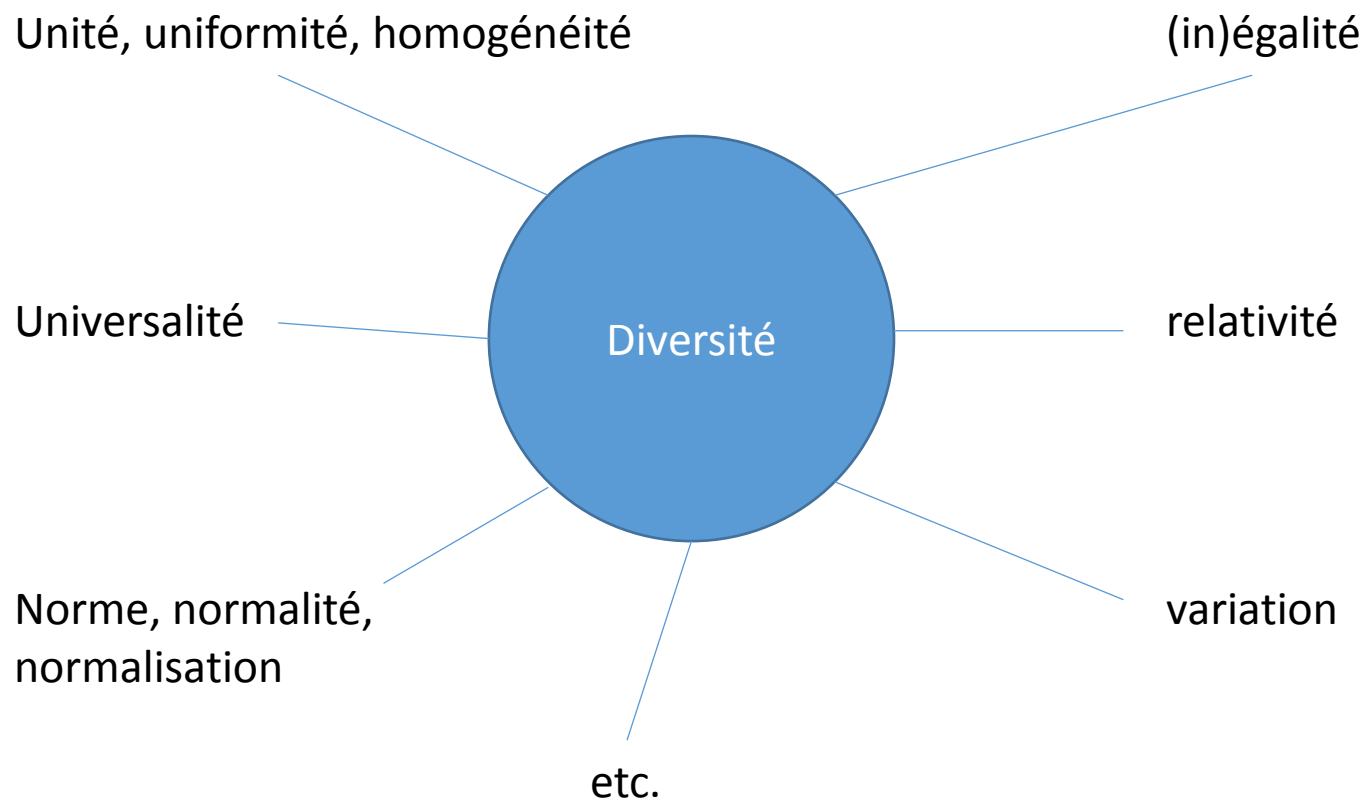 Unité, uniformité, homogénéité
(in)égalité
Universalité
Diversité
relativité
Norme, normalité,
normalisation
variation
etc.